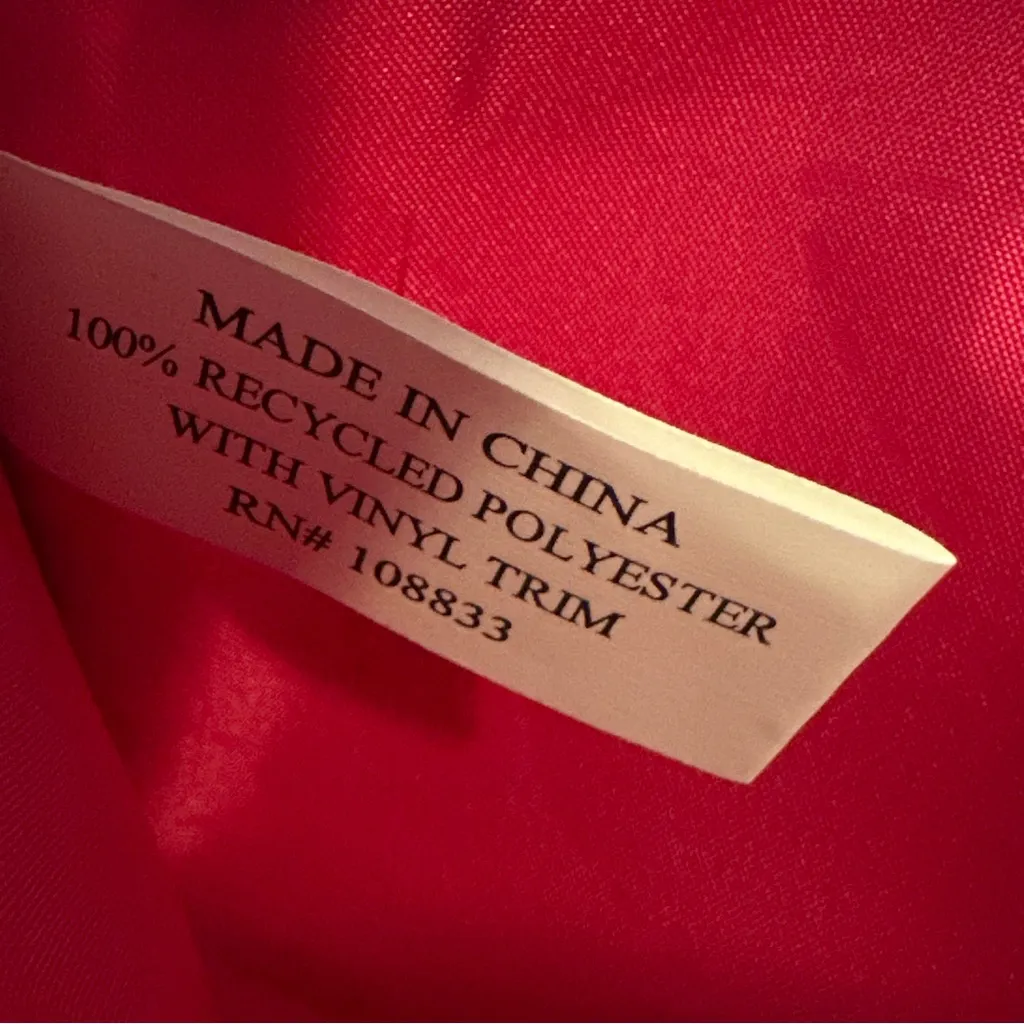 MADE IN CHINA
100% RECYCLED POLYESTER
WITH VINYL TRIM
RN# 108833